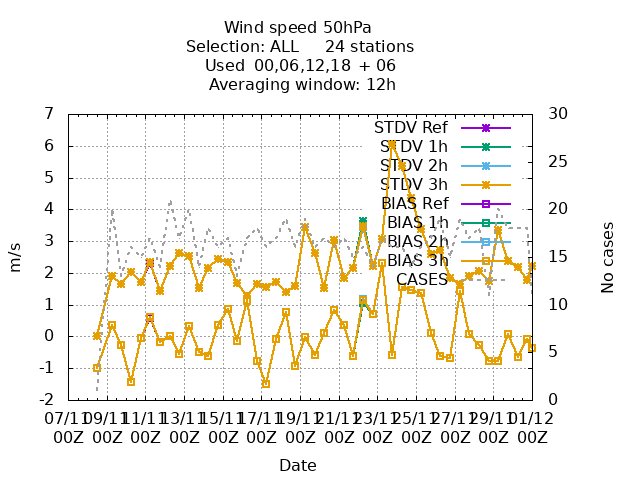 Wind speed 50hPa
Selection: ALL     24 stations
Used  00,06,12,18 + 06
Averaging window: 12h
7
6
5
4
3
2
1
0
-1
-2
30
25
20
15
10
5
0
m/s
No cases
STDV Ref
STDV 1h
STDV 2h
STDV 3h
BIAS Ref
BIAS 1h
BIAS 2h
BIAS 3h
CASES
07/11 09/11 11/11 13/11 15/11 17/11 19/11 21/11 23/11 25/11 27/11 29/11 01/12
00Z 00Z 00Z 00Z 00Z 00Z 00Z 00Z 00Z 00Z 00Z 00Z 00Z
Date